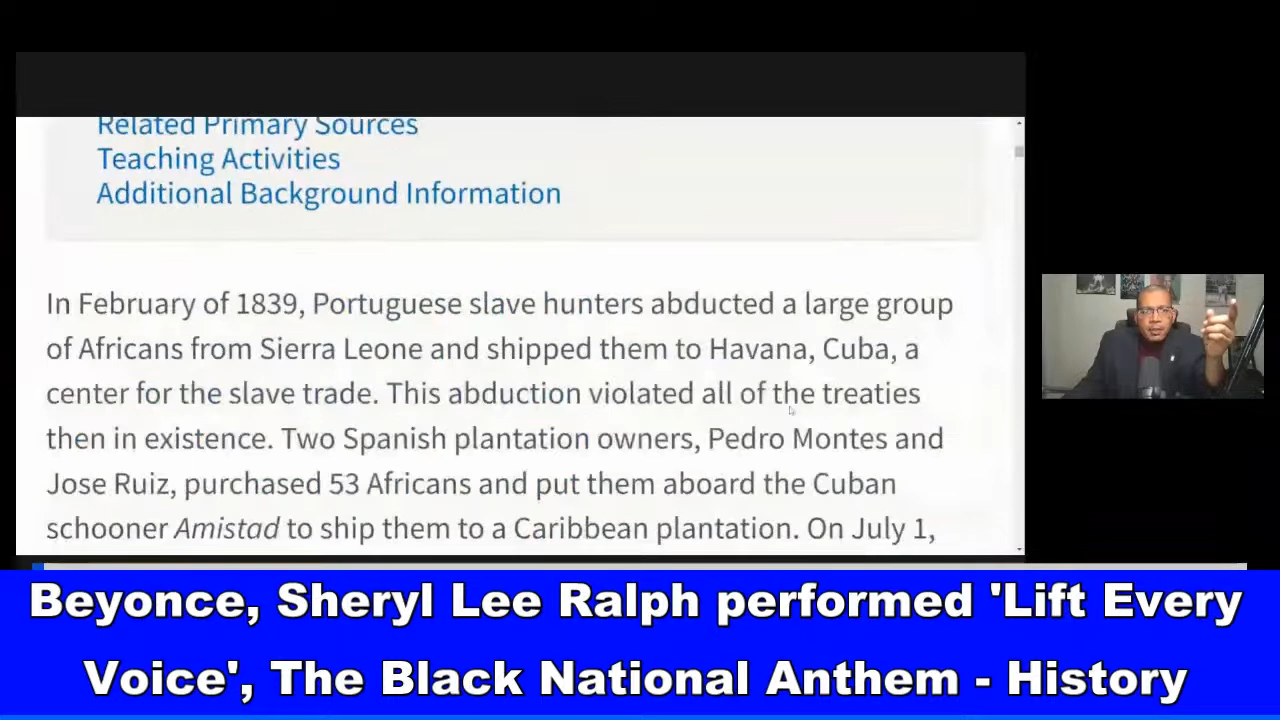 Related Primary Sources
Teaching Activities
Additional Background Information
In February of 1839, Portuguese slave hunters abducted a large group
of Africans from Sierra Leone and shipped them to Havana, Cuba, a
center for the slave trade. This abduction violated all of the treaties
then in existence. Two Spanish plantation owners, Pedro Montes and
Jose Ruiz, purchased 53 Africans and put them aboard the Cuban
schooner Amistad to ship them to a Caribbean plantation. On July 1,
Beyonce, Sheryl Lee Ralph performed 'Lift Every
Voice', The Black National Anthem - History